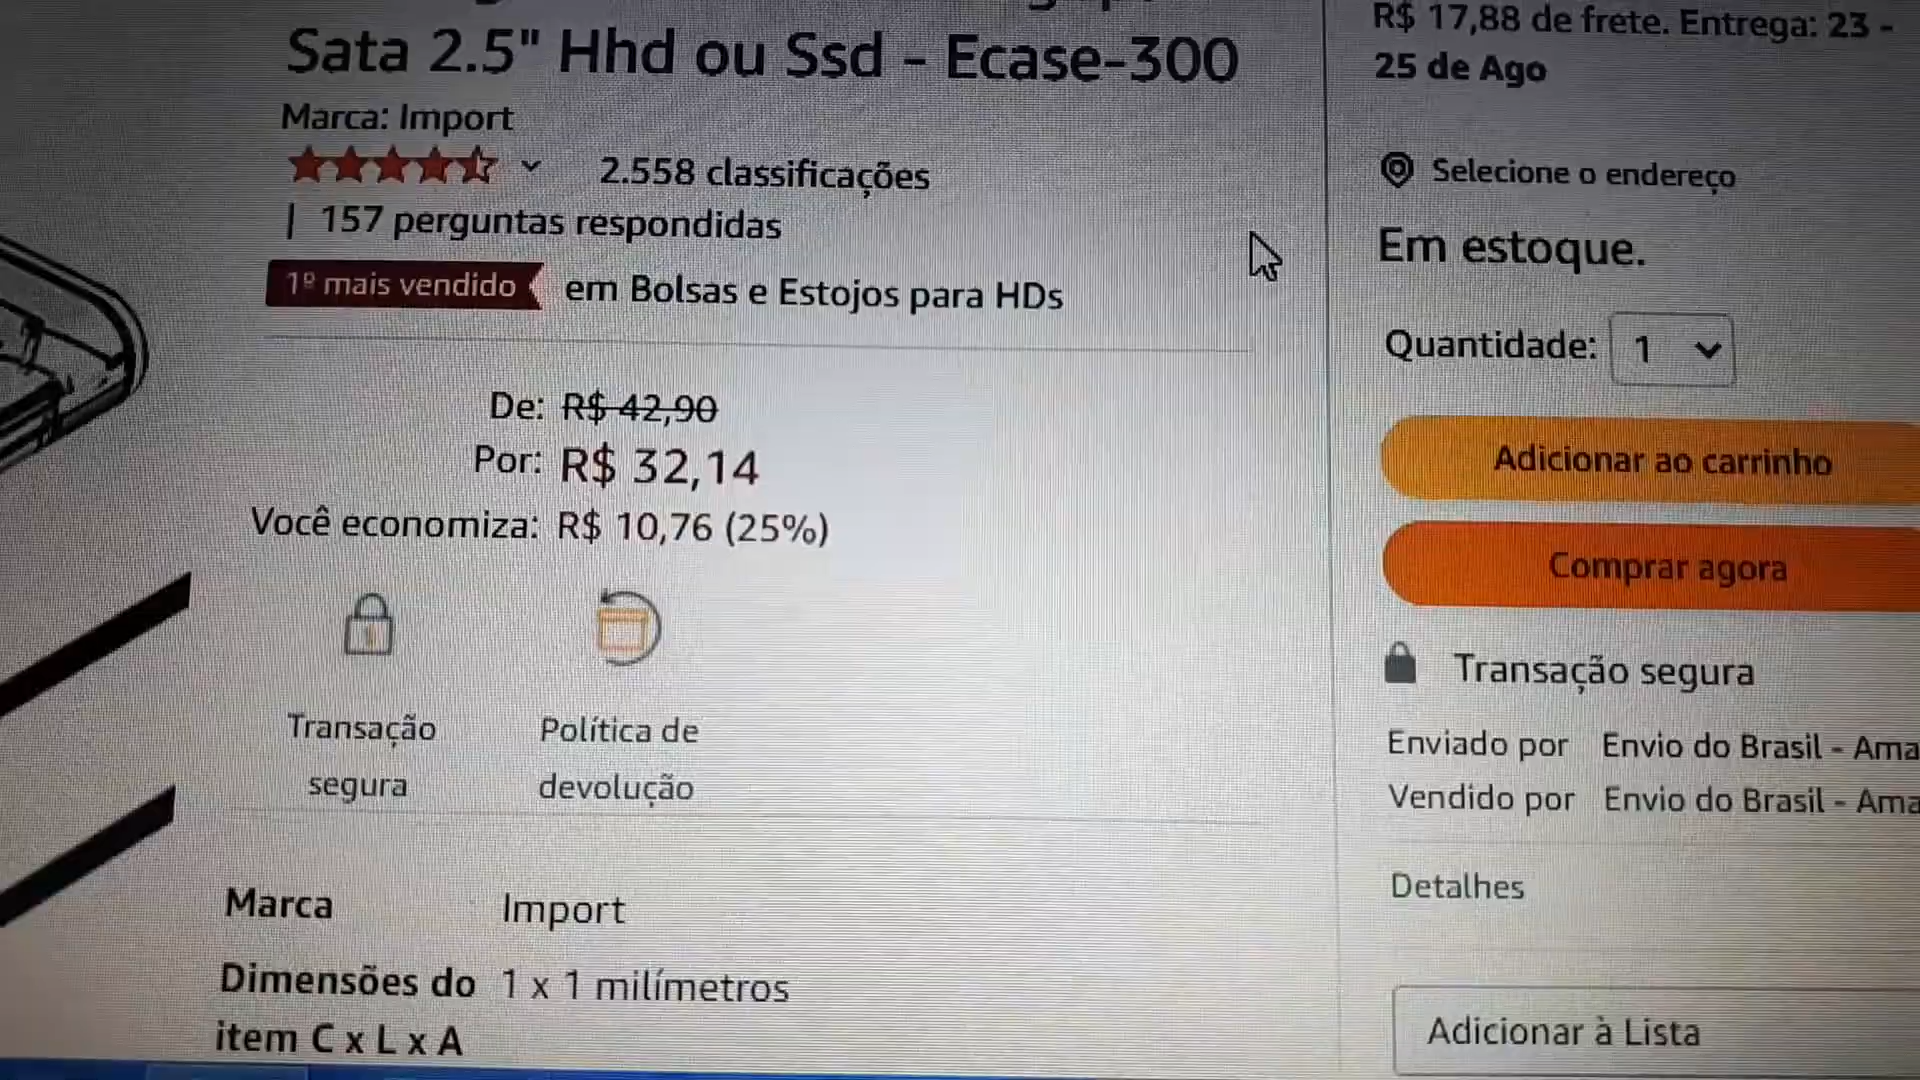 Sata 2.5" Hhd ou Ssd - Ecase-300
Marca: Import
2.558 classificações
| 157 perguntas respondidas
1º mais vendido em Bolsas e Estojos para HDs
De: R$ 42,90
Por: R$ 32,14
Você economiza: R$ 10,76 (25%)
Transação
segura
Política de
devolução
Marca Import
Dimensões do 1 x 1 milímetros
item C x L x A
R$ 17,88 de frete. Entrega: 23 -
25 de Ago
Selecione o endereço
Em estoque.
Quantidade: 1
Adicionar ao carrinho
Comprar agora
Transação segura
Enviado por Envio do Brasil - Ama
Vendido por Envio do Brasil - Ama
Detalhes
Adicionar à Lista